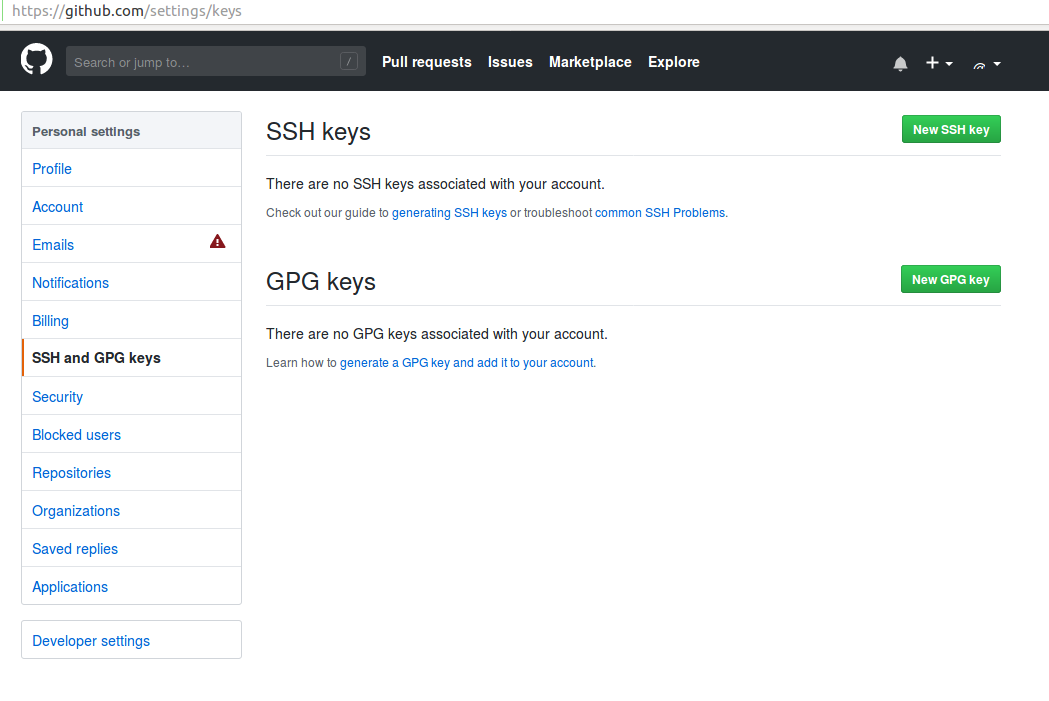 https://github.com/settings/keys
Search or jump to… /
Pull requests Issues Marketplace Explore
Personal settings
Profile
Account
Emails
Notifications
Billing
SSH and GPG keys
Security
Blocked users
Repositories
Organizations
Saved replies
Applications
Developer settings
SSH keys
New SSH key
There are no SSH keys associated with your account.
Check out our guide to generating SSH keys or troubleshoot common SSH Problems.
GPG keys
New GPG key
There are no GPG keys associated with your account.
Learn how to generate a GPG key and add it to your account.